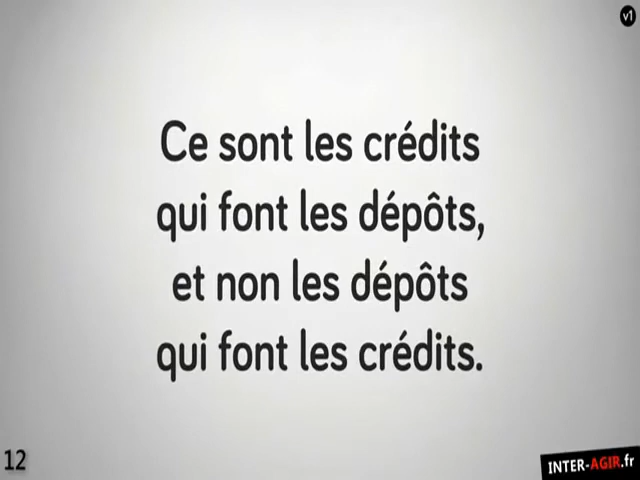 v1
Ce sont les crédits
qui font les dépôts,
et non les dépôts
qui font les crédits.
12
INTER-AGIR.fr